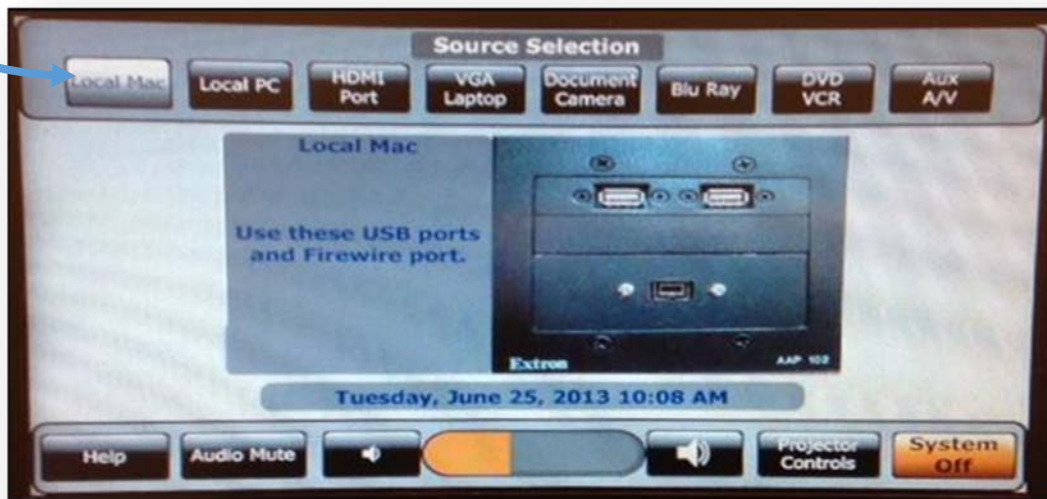 Source Selection
Local Mac
Local PC
HDMI
Port
VGA
Laptop
Document
Camera
Blu Ray
DVD
VCR
Aux
A/V
Local Mac
Use these USB ports
and Firewire port.
Extron
AAP 102
Tuesday, June 25, 2013 10:08 AM
Help
Audio Mute
Projector
Controls
System
Off